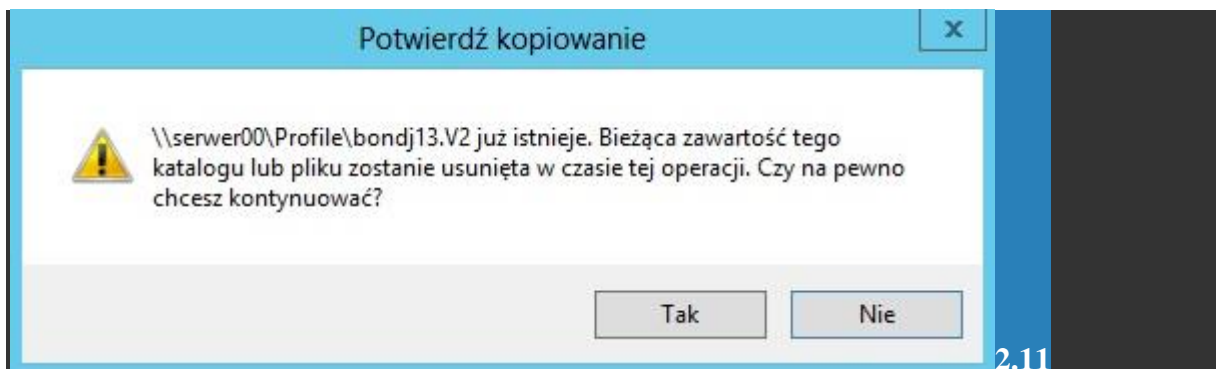 Potwierdź kopiowanie
x
\\serwer00\Profile\bondj13.V2 już istnieje. Bieżąca zawartość tego
katalogu lub pliku zostanie usunięta w czasie tej operacji. Czy na pewno
chcesz kontynuować?
Tak Nie
2.11